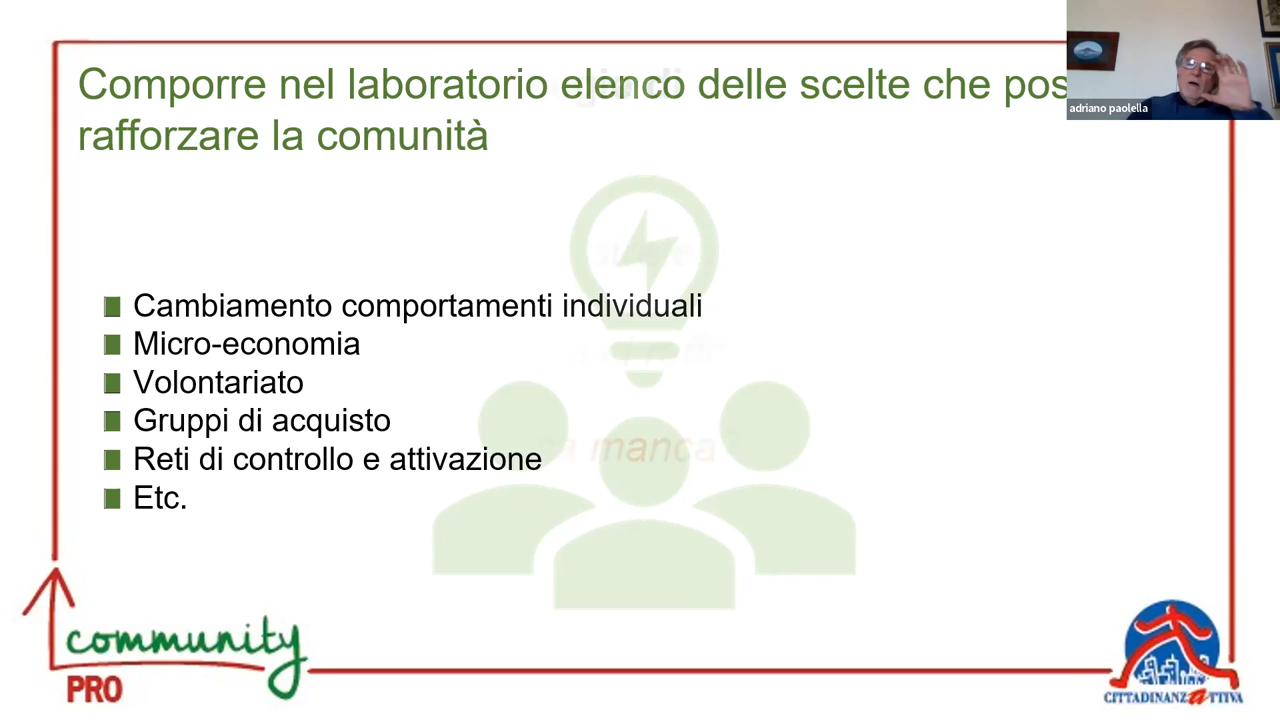 Comporre nel laboratorio elenco delle scelte che pos
rafforzare la comunità
adriano paolella
Cambiamento comportamenti individuali
Micro-economia
Volontariato
Gruppi di acquisto
Reti di controllo e attivazione
Etc.
manca
community
PRO
CITTADINANZATTIVA